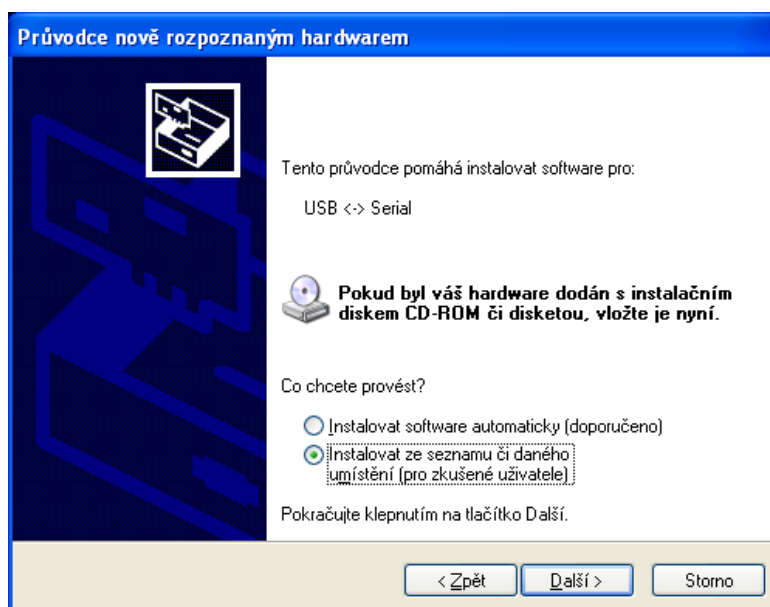 Průvodce nově rozpoznaným hardwarem
Tento průvodce pomáhá instalovat software pro:
USB <-> Serial
Pokud byl váš hardware dodán s instalačním
diskem CD-ROM či disketou, vložte je nyní.
Co chcete provést?
Instalovat software automaticky (doporučeno)
Instalovat ze seznamu či daného
umístění (pro zkušené uživatele)
Pokračujte klepnutím na tlačítko Další.
< Zpět
Další >
Storno